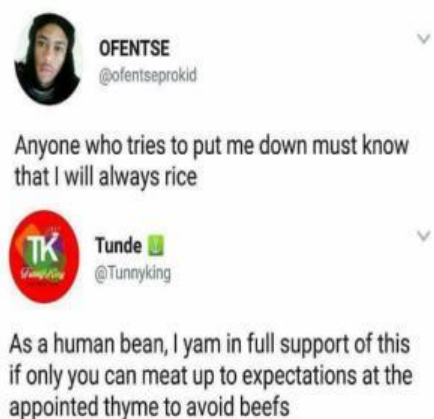 OFENTSE
@ofentseprokid
Anyone who tries to put me down must know
that I will always rice
TK
Tunde
@Tunnyking
As a human bean, I yam in full support of this
if only you can meat up to expectations at the
appointed thyme to avoid beefs